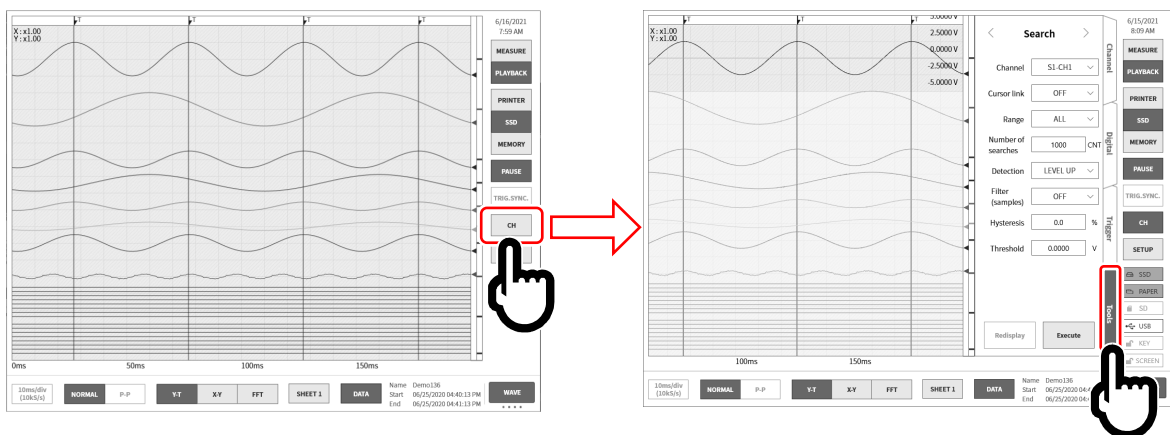 T T T T
X : x1.00
Y : x1.00
6/16/2021
7:59 AM
MEASURE
PLAYBACK
PRINTER
SSD
MEMORY
PAUSE
TRIG.SYNC.
CH
0ms 50ms 100ms 150ms
10ms/div
(10kS/s)
NORMAL P-P Y-T X-Y FFT SHEET 1 DATA
Name Demo136
Start 06/25/2020 04:40:13 PM
End 06/25/2020 04:41:13 PM
WAVE
T T T
X : x1.00
Y : x1.00
5.0000 V
2.5000 V
0.0000 V
-2.5000 V
-5.0000 V
Search
Channel S1-CH1
Cursor link OFF
Range ALL
Number of
searches 1000 CNT
Detection LEVEL UP
Filter
(samples) OFF
Hysteresis 0.0 %
Threshold 0.0000 V
Redisplay Execute
Channel
Digital
Trigger
Tools
6/15/2021
8:09 AM
MEASURE
PLAYBACK
PRINTER
SSD
MEMORY
PAUSE
TRIG.SYNC.
CH
SETUP
SSD
PAPER
SD
USB
KEY
SCREEN
100ms 150ms
10ms/div
(10kS/s)
NORMAL P-P Y-T X-Y FFT SHEET 1 DATA
Name Demo136
Start 06/25/2020 04:
End 06/25/2020 04: